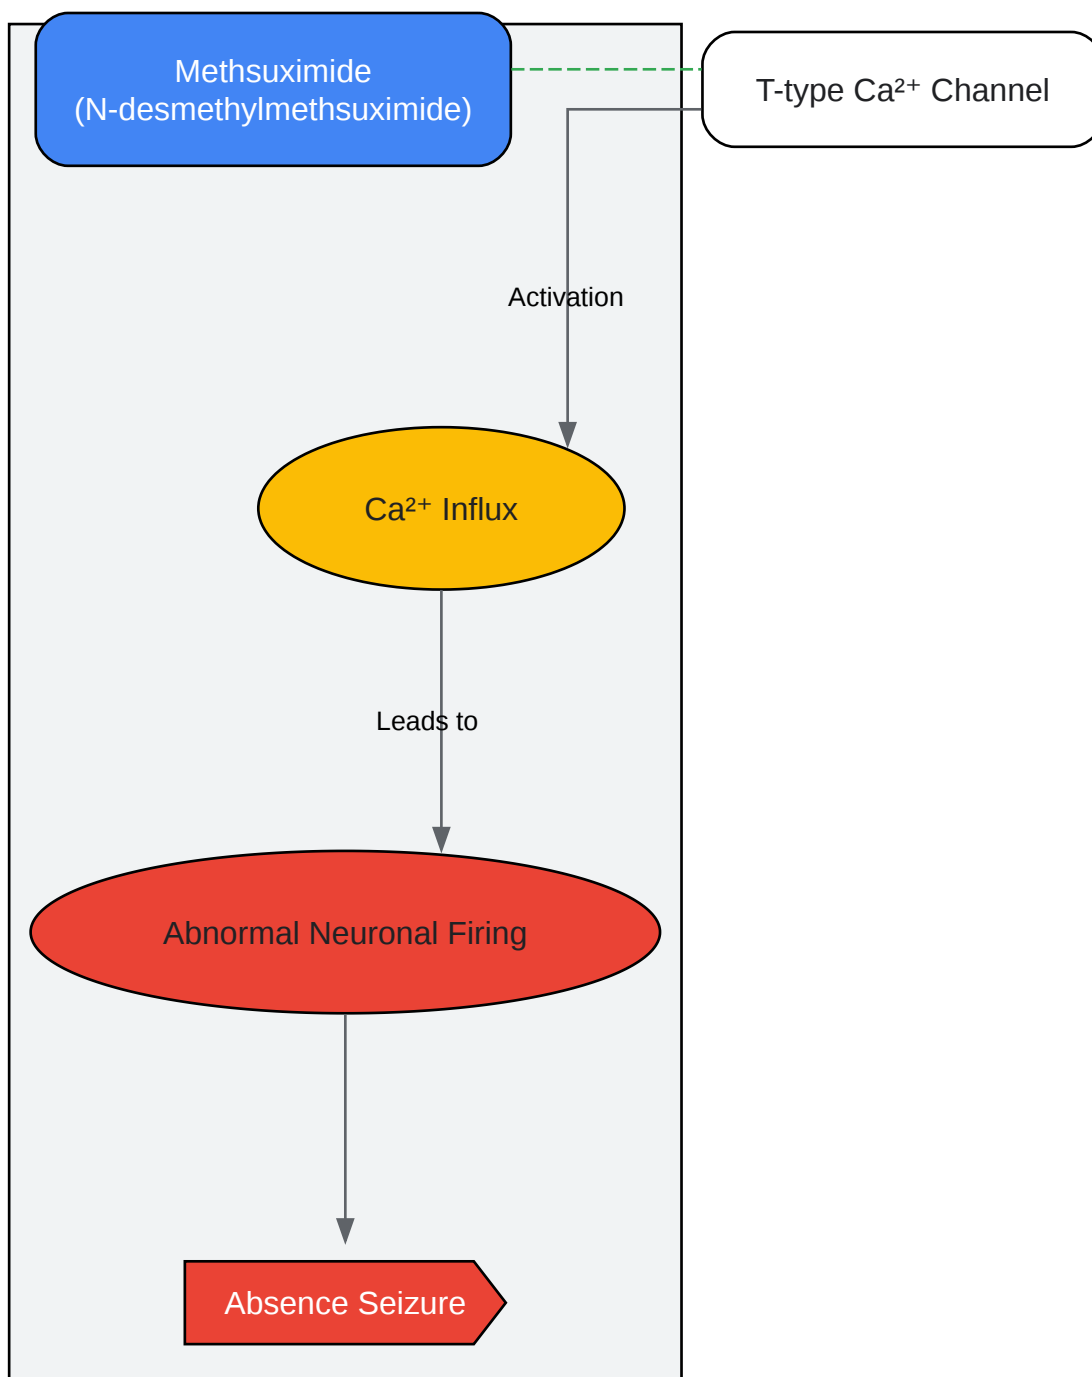 Methsuximide
(N-desmethylmethsuximide)
T-type Ca²⁺ Channel
Activation
Ca²⁺ Influx
Leads to
Abnormal Neuronal Firing
Absence Seizure